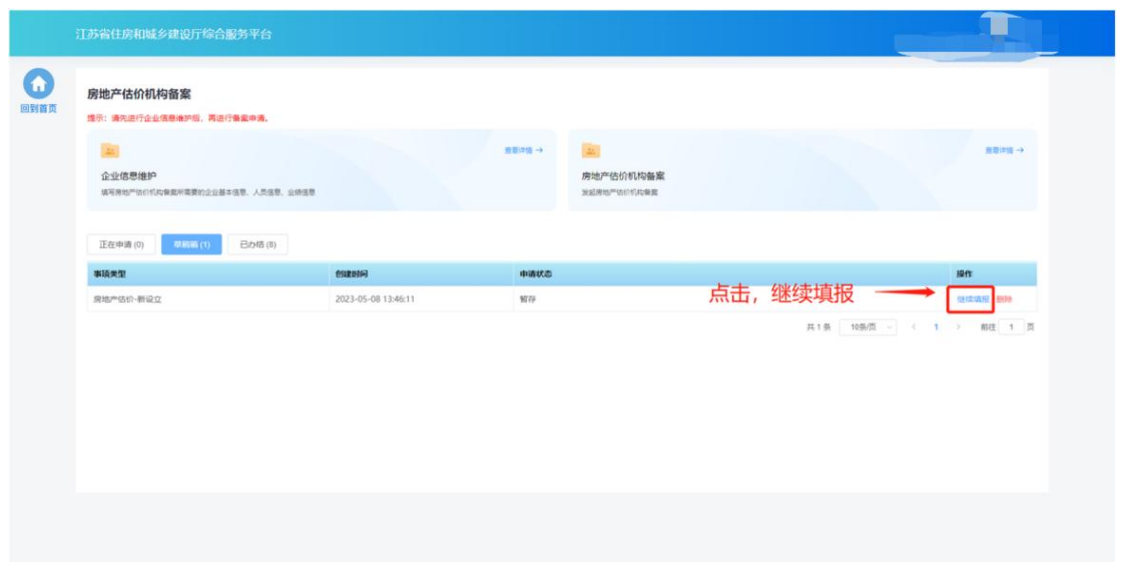 江苏省住房和城乡建设厅综合服务平台
回到首页
房地产估价机构备案
提示：请先进行企业信息维护后，再进行备案申请。
查看详情 →
企业信息维护
填写房地产估价机构备案所需要的企业基本信息、人员信息、业绩信息
查看详情 →
房地产估价机构备案
发起房地产估价机构备案
正在申请 (0) 草稿箱 (1) 已办结 (8)
事项类型 创建时间 申请状态 操作
房地产估价-新设立 2023-05-08 13:46:11 暂存 点击，继续填报 继续填报 删除
共 1 条 10条/页 < 1 > 前往 1 页